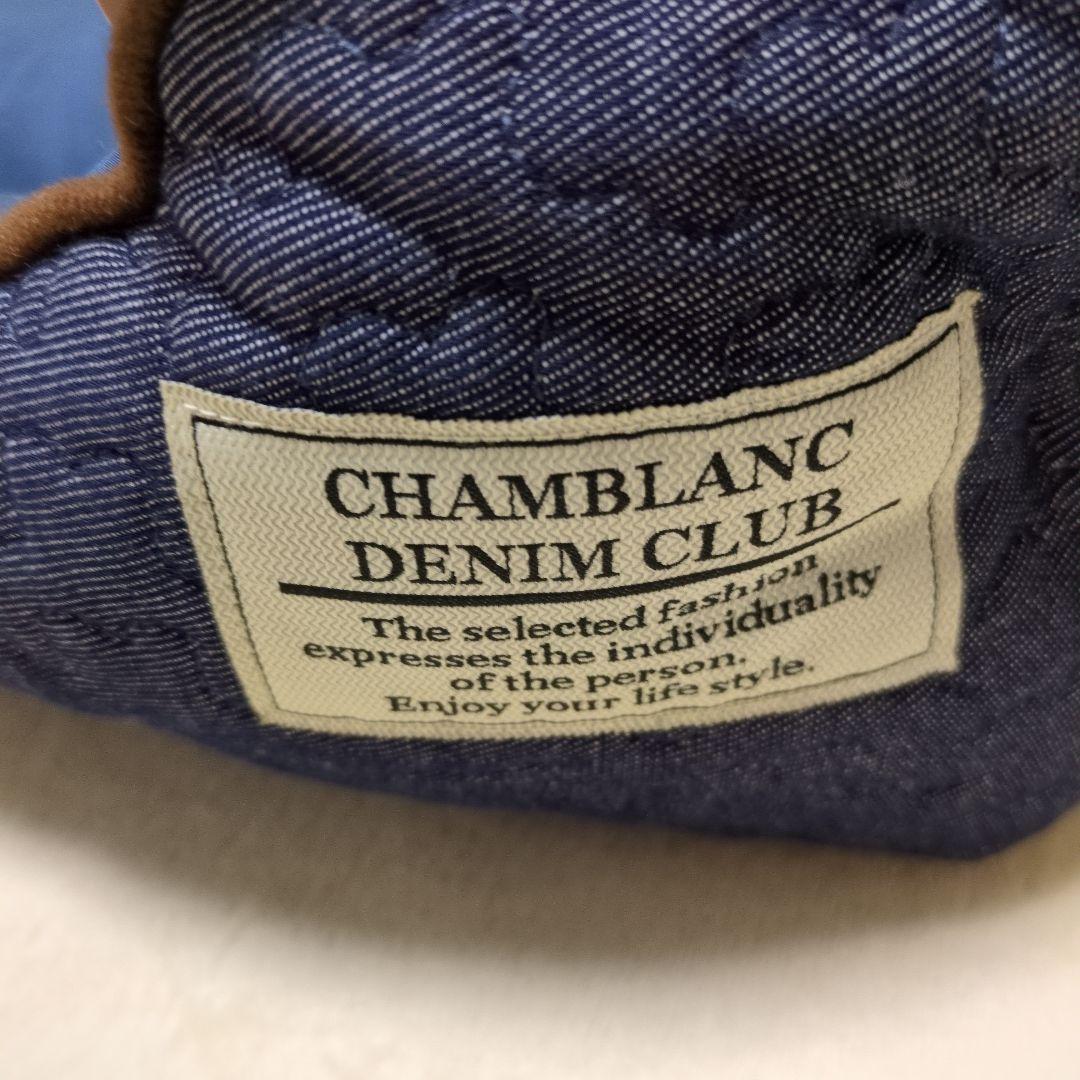 CHAMBLANC
DENIM CLUB
The selected fashion
expresses the individuality
of the person.
Enjoy your life style.